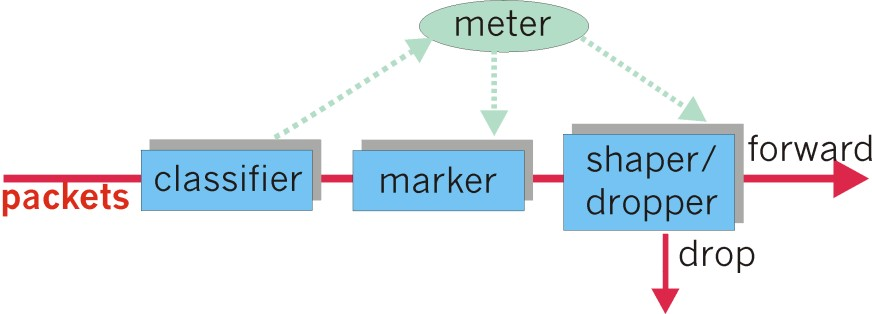 meter
packets
classifier
marker
shaper/
dropper
forward
drop